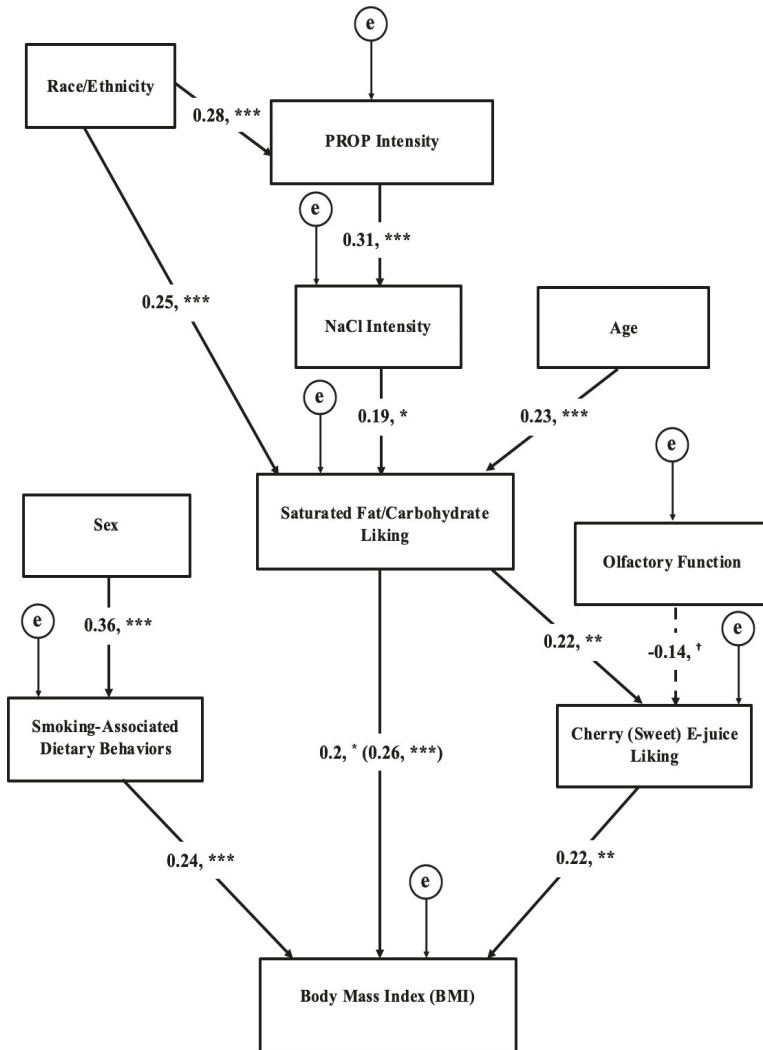 e
Race/Ethnicity
0.28, ***
PROP Intensity
e
0.31, ***
0.25, ***
NaCl Intensity
Age
e
0.19, *
0.23, ***
e
Saturated Fat/Carbohydrate
Liking
Sex
Olfactory Function
e
0.36, ***
0.22, **
-0.14, †
e
Smoking-Associated
Dietary Behaviors
Cherry (Sweet) E-juice
Liking
0.2, * (0.26, ***)
0.24, ***
0.22, **
e
Body Mass Index (BMI)